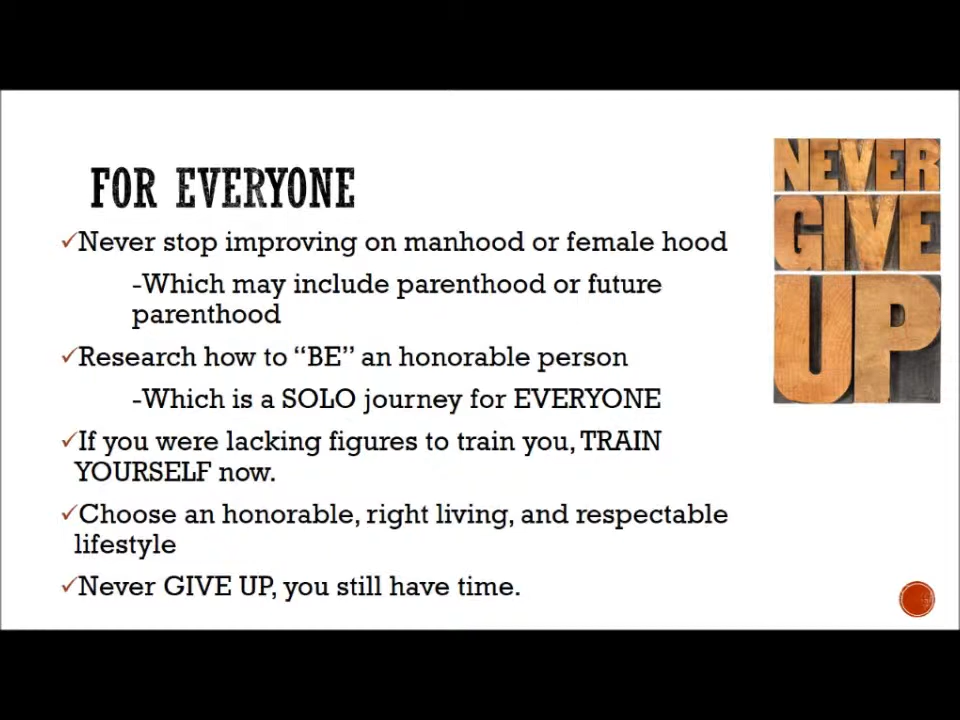 FOR EVERYONE
✓Never stop improving on manhood or female hood
-Which may include parenthood or future
parenthood
✓Research how to “BE” an honorable person
-Which is a SOLO journey for EVERYONE
✓If you were lacking figures to train you, TRAIN
YOURSELF now.
✓Choose an honorable, right living, and respectable
lifestyle
✓Never GIVE UP, you still have time.
NEVER
GIVE
UP